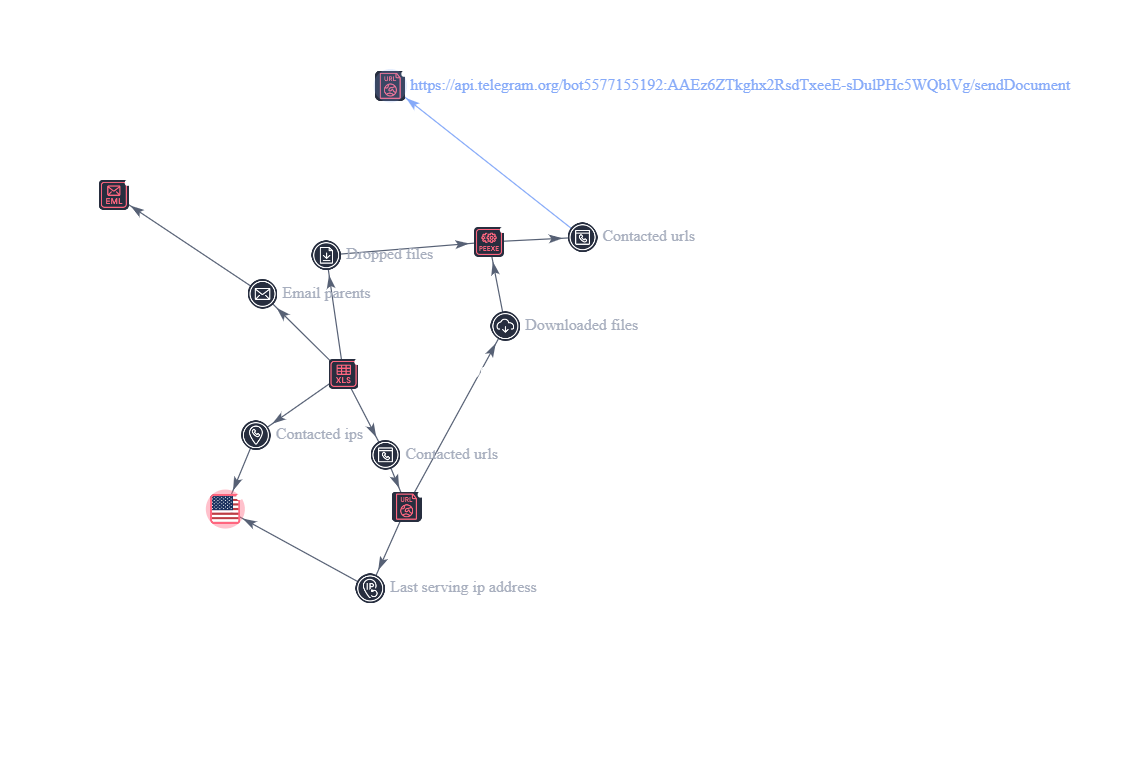 URL
https://api.telegram.org/bot5577155192:AAEz6ZTkghx2RsdTxeeE-sDulPHc5WQblVg/sendDocument
EML
PEEXE
Contacted urls
Dropped files
Email parents
Downloaded files
XLS
Contacted ips
Contacted urls
URL
IP
Last serving ip address